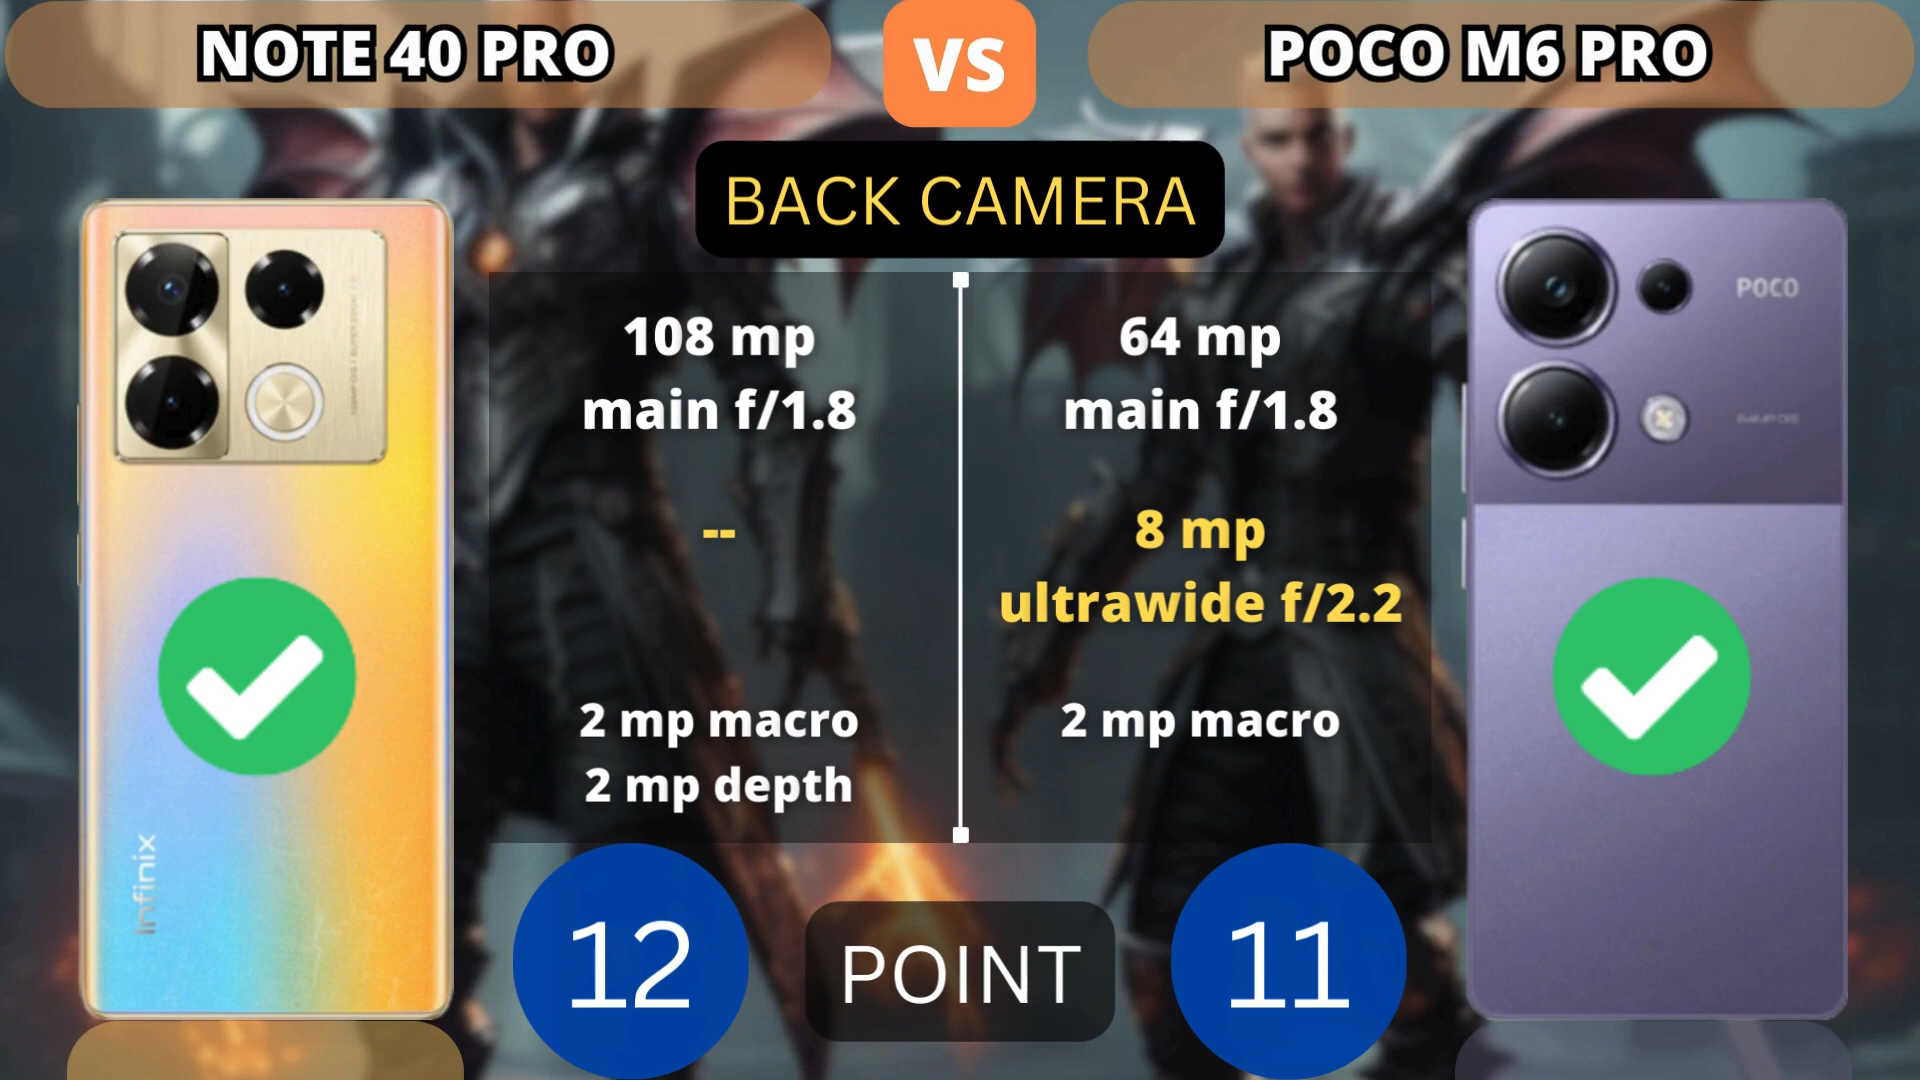 NOTE 40 PRO
VS
POCO M6 PRO
BACK CAMERA
108 mp
main f/1.8
--
2 mp macro
2 mp depth
64 mp
main f/1.8
8 mp
ultrawide f/2.2
2 mp macro
12
POINT
11
Infinix
POCO